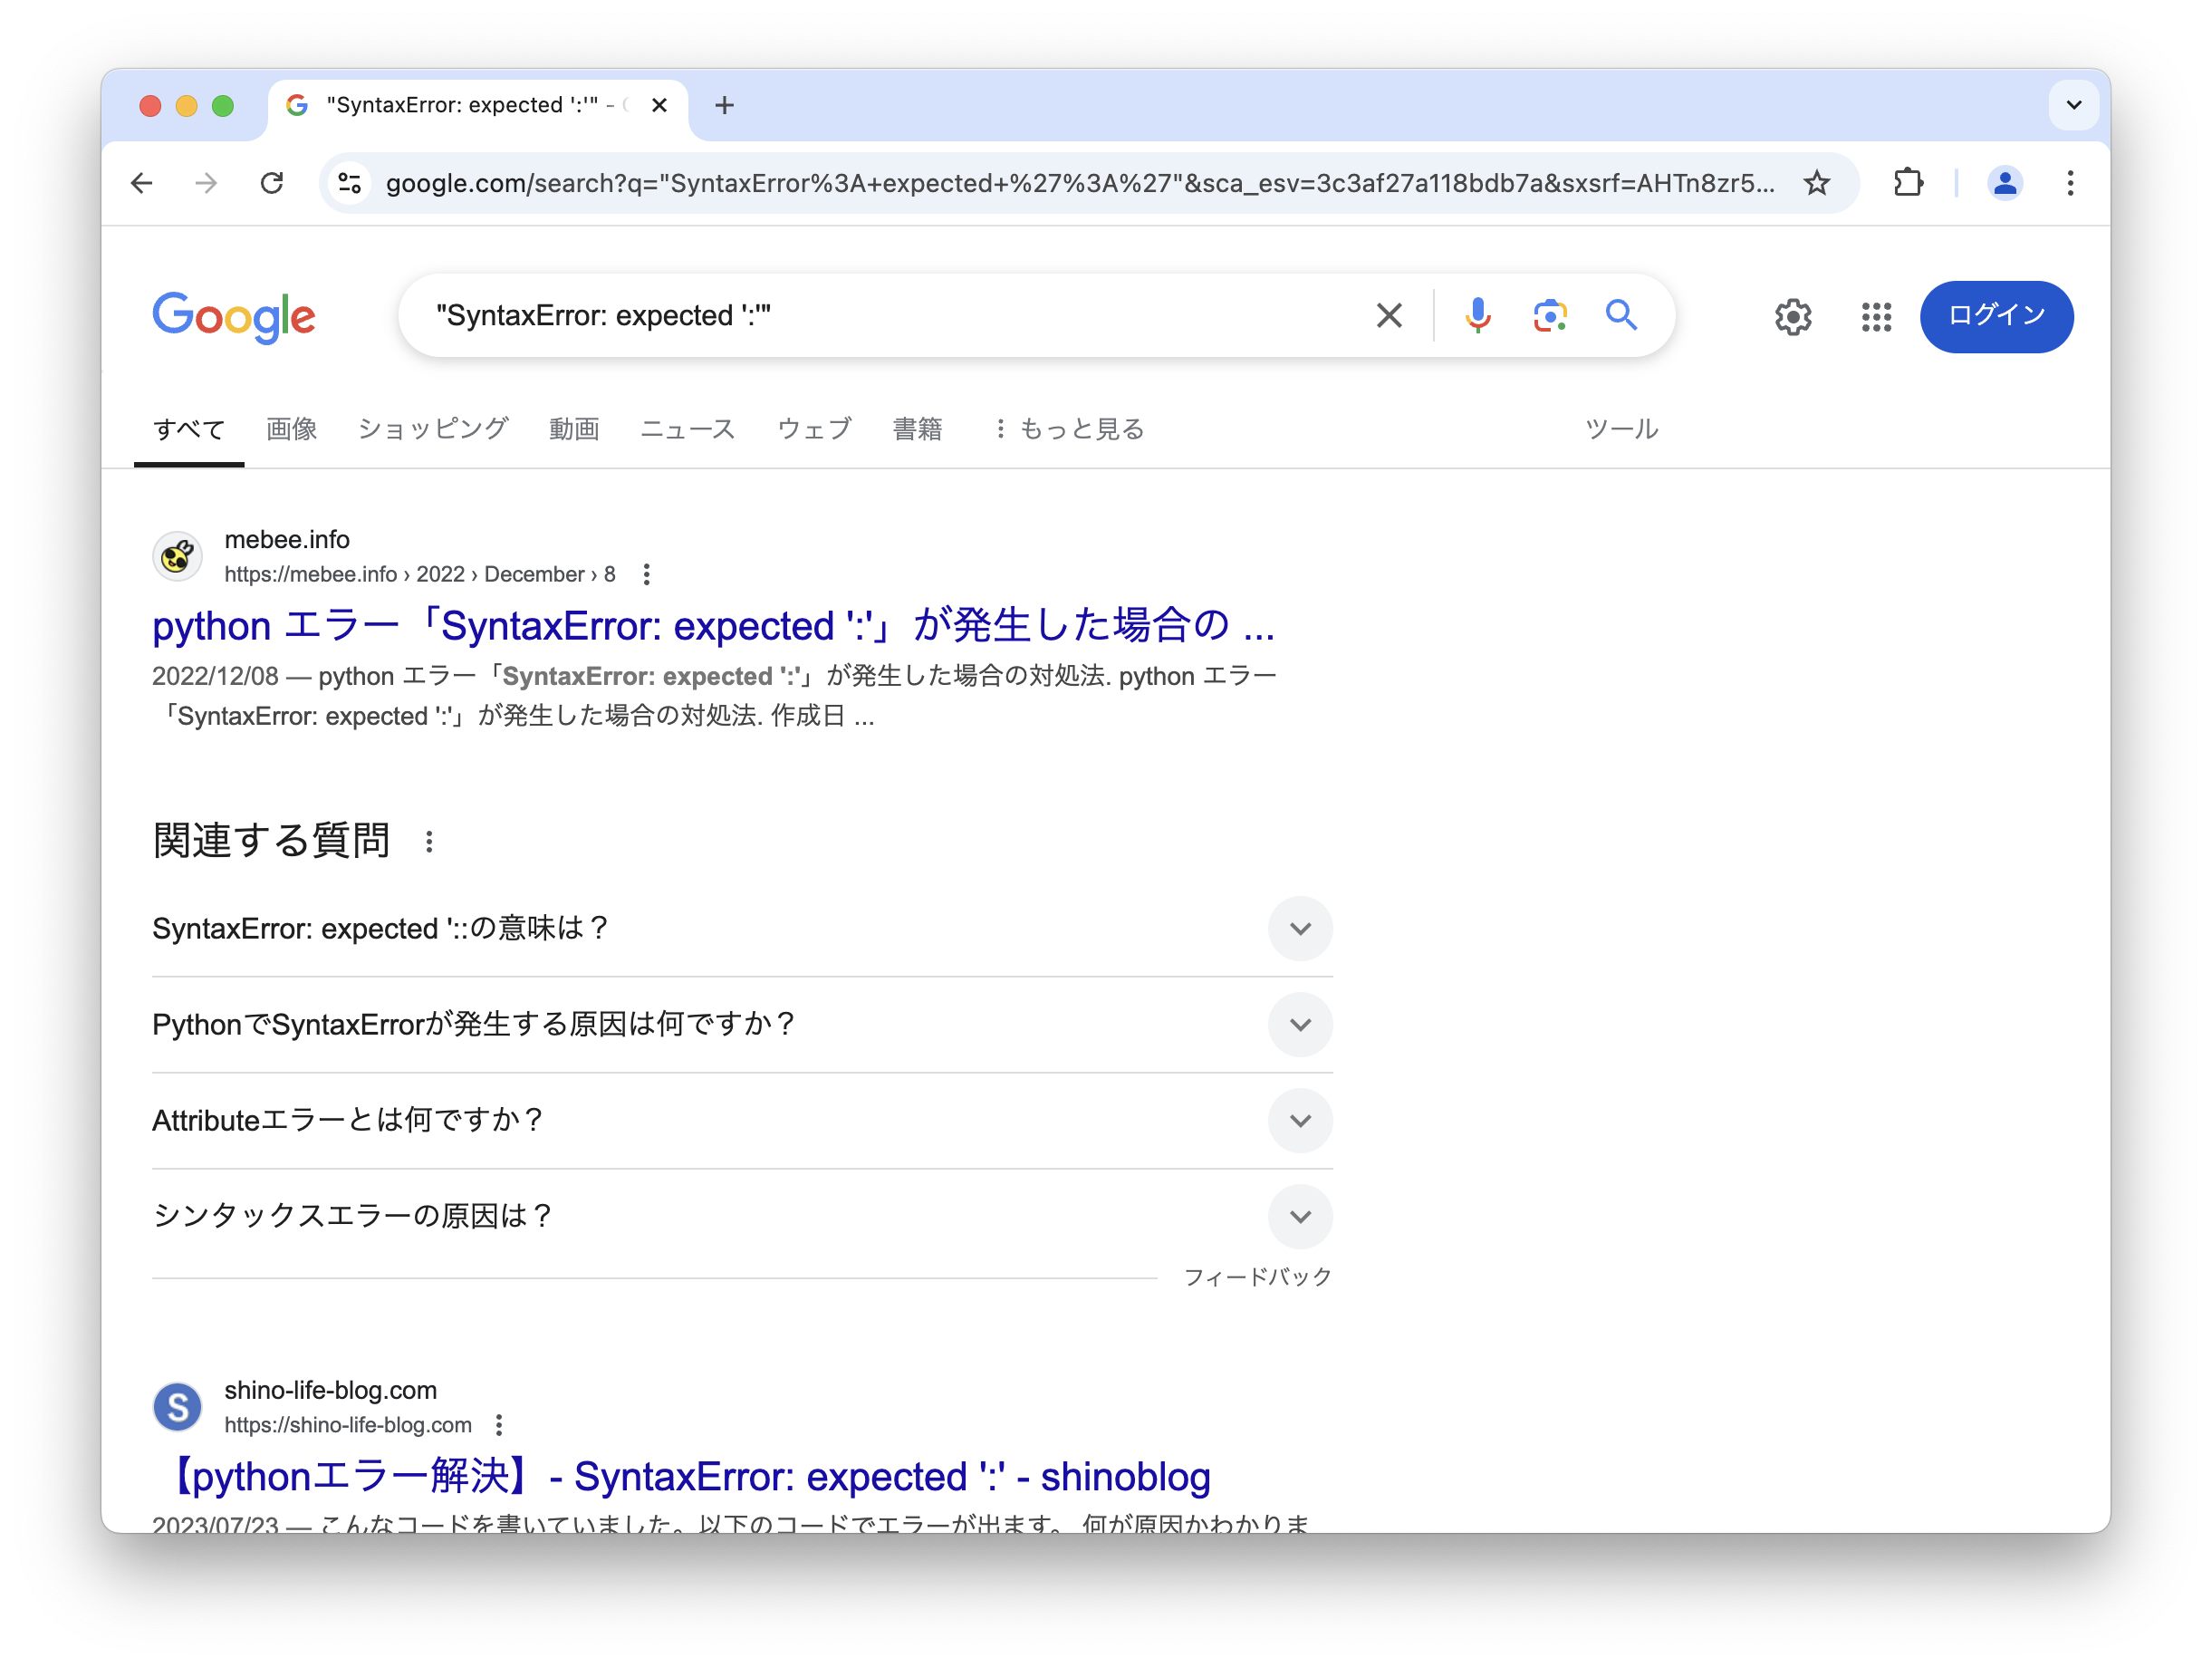 "SyntaxError: expected ':'" -
google.com/search?q="SyntaxError%3A+expected+%27%3A%27"&sca_esv=3c3af27a118bdb7a&sxsrf=AHTn8zr5...
Google
"SyntaxError: expected ':'"
ログイン
すべて 画像 ショッピング 動画 ニュース ウェブ 書籍 もっと見る ツール
mebee.info
https://mebee.info › 2022 › December › 8
python エラー「SyntaxError: expected ':'」が発生した場合の ...
2022/12/08 — python エラー「SyntaxError: expected ':'」が発生した場合の対処法. python エラー
「SyntaxError: expected ':'」が発生した場合の対処法. 作成日 ...
関連する質問
SyntaxError: expected '::の意味は？
PythonでSyntaxErrorが発生する原因は何ですか？
Attributeエラーとは何ですか？
シンタックスエラーの原因は？
フィードバック
S
shino-life-blog.com
https://shino-life-blog.com
【pythonエラー解決】- SyntaxError: expected ':' - shinoblog
2023/07/23 — こんなコードを書いていました。以下のコードでエラーが出ます。 何が原因かわかりま